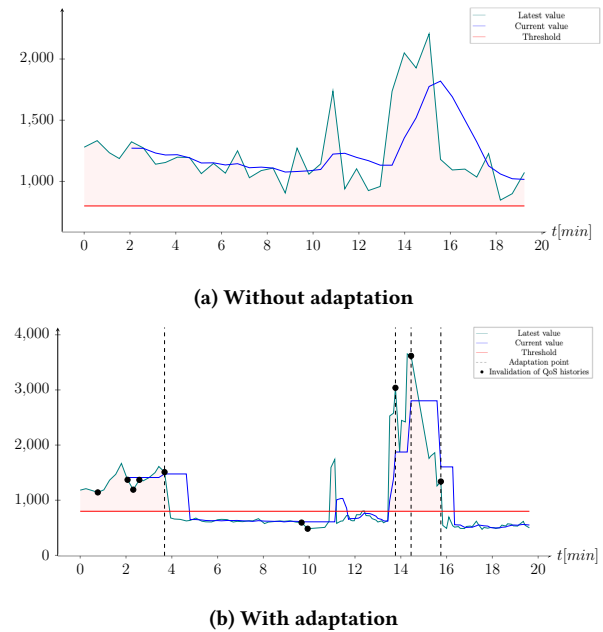 Latest value
Current value
Threshold
2,000
1,500
1,000
0 2 4 6 8 10 12 14 16 18 20
t[min]
(a) Without adaptation
4,000
3,000
2,000
1,000
0
Latest value
Current value
Threshold
Adaptation point
Invalidation of QoS histories
0 2 4 6 8 10 12 14 16 18 20
t[min]
(b) With adaptation